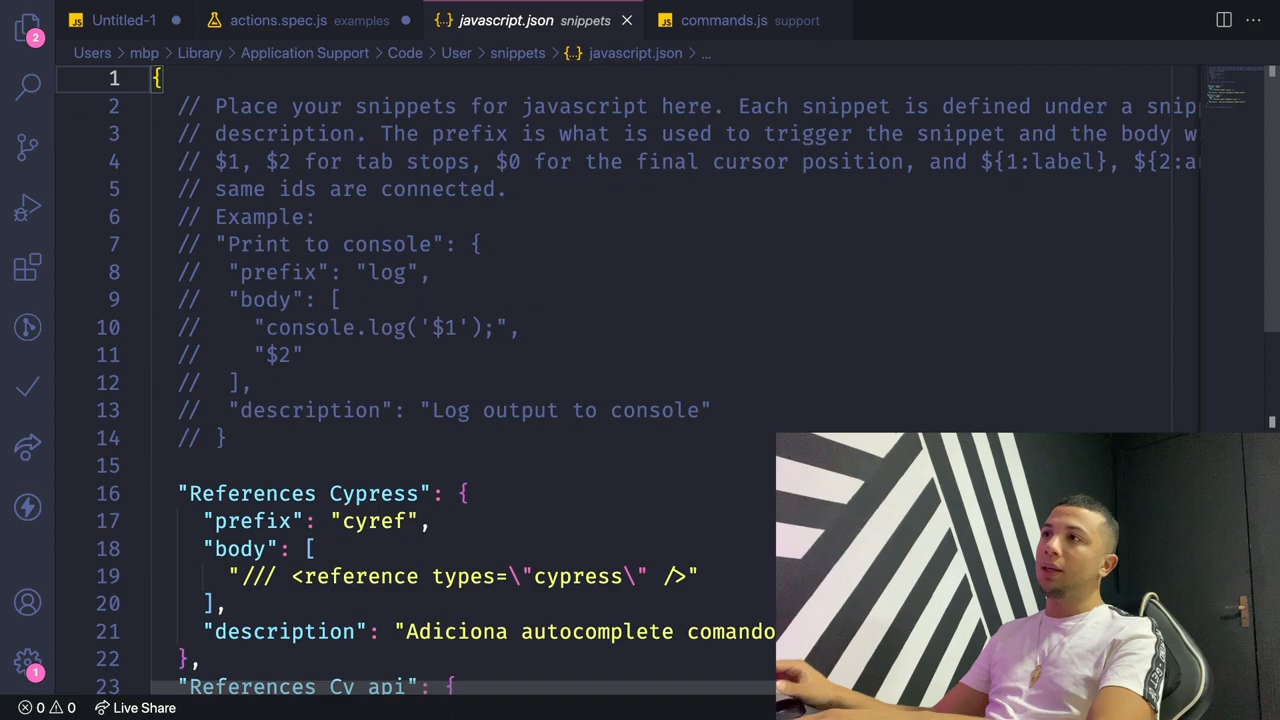 Untitled-1
actions.spec.js examples
{..} javascript.json snippets
commands.js support
Users > mbp > Library > Application Support > Code > User > snippets > {..} javascript.json > ...
1 {
2 // Place your snippets for javascript here. Each snippet is defined under a snip
3 // description. The prefix is what is used to trigger the snippet and the body w
4 // $1, $2 for tab stops, $0 for the final cursor position, and ${1:label}, ${2:a
5 // same ids are connected.
6 // Example:
7 // "Print to console": {
8 // "prefix": "log",
9 // "body": [
10 // "console.log('$1');",
11 // "$2"
12 // ],
13 // "description": "Log output to console"
14 // }
15
16 "References Cypress": {
17 "prefix": "cyref",
18 "body": [
19 "/// <reference types=\"cypress\" />"
20 ],
21 "description": "Adiciona autocomplete comando
22 },
23 "References Cy api": {
2
1
0 0 Live Share